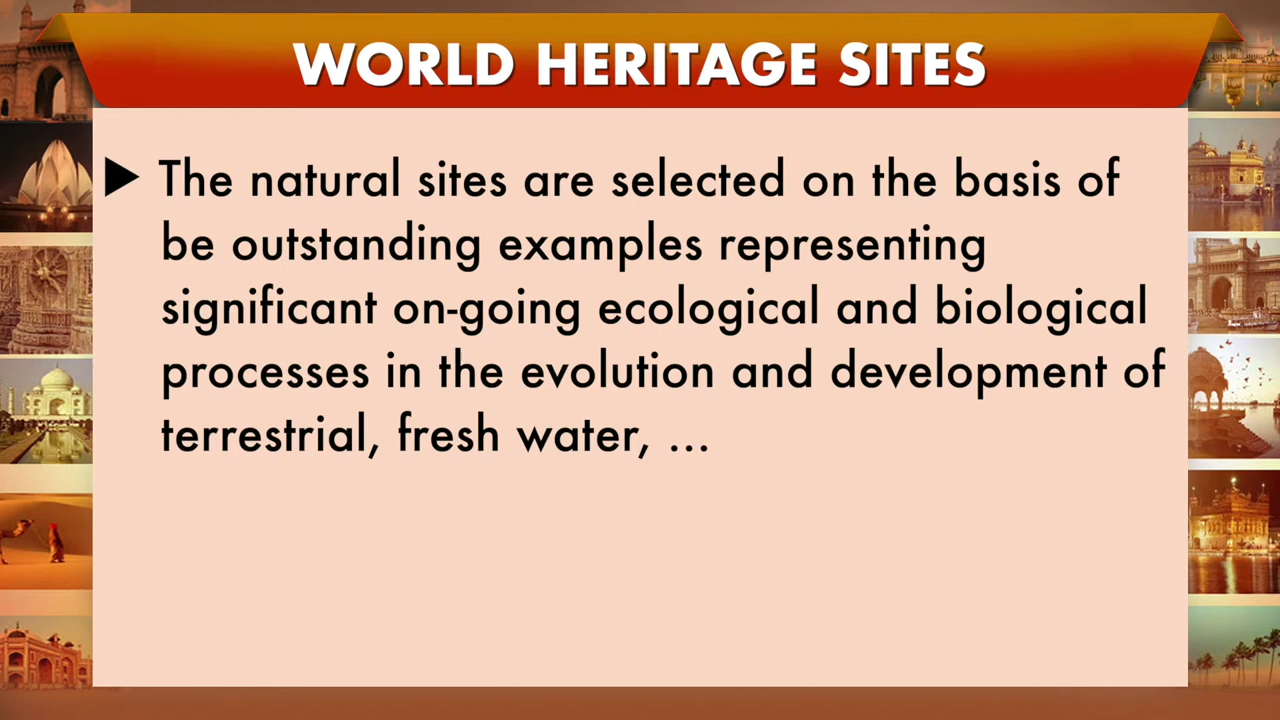 WORLD HERITAGE SITES
▶ The natural sites are selected on the basis of
be outstanding examples representing
significant on-going ecological and biological
processes in the evolution and development of
terrestrial, fresh water, ...